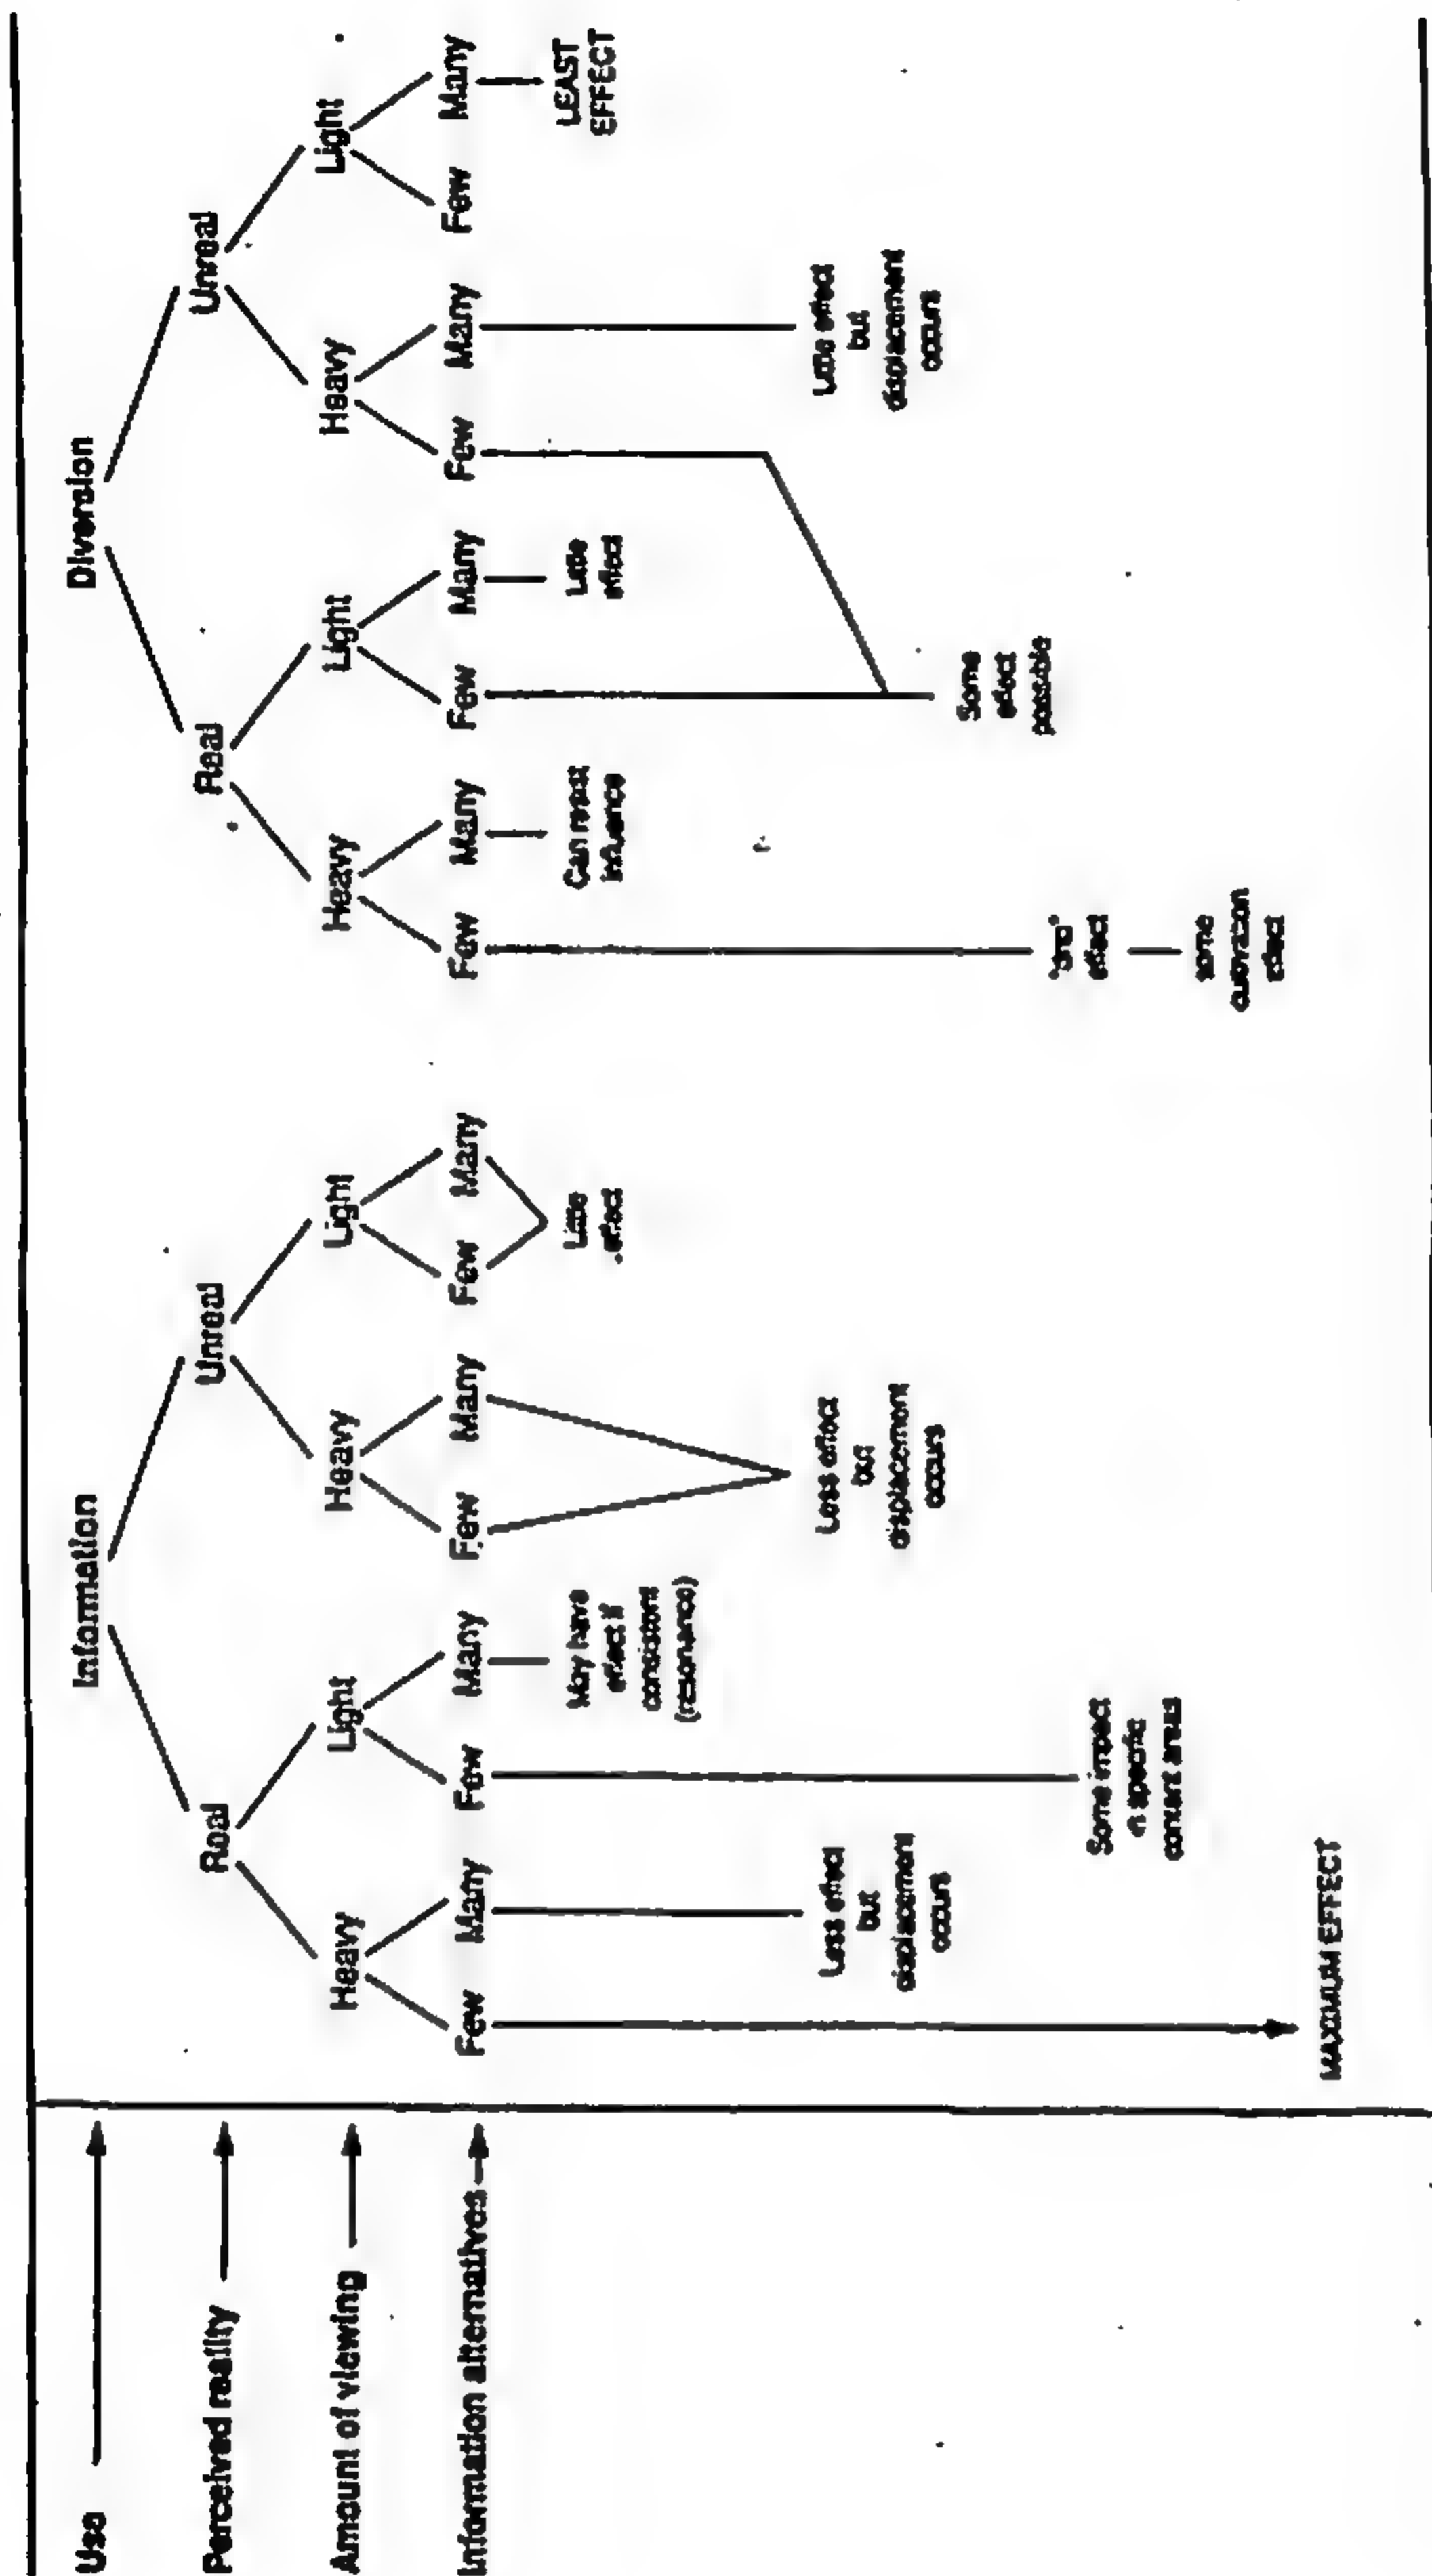 Use
Information
Diversion
Perceived reality
Real
Unreal
Real
Unreal
Amount of viewing
Heavy
Light
Heavy
Light
Heavy
Light
Heavy
Light
Information alternatives
Few
Many
Few
Many
Few
Many
Few
Many
Few
Many
Few
Many
Few
Many
Few
Many
May have
effect if
consistent
(resonance)
Little
effect
Can resist
influence
Little
effect
LEAST
EFFECT
Less effect
but
displacement
occurs
Less effect
but
displacement
occurs
Little effect
but
displacement
occurs
Some
effect
possible
Some impact
in specific
content areas
effect
some
cultivation
effect
MAXIMUM EFFECT